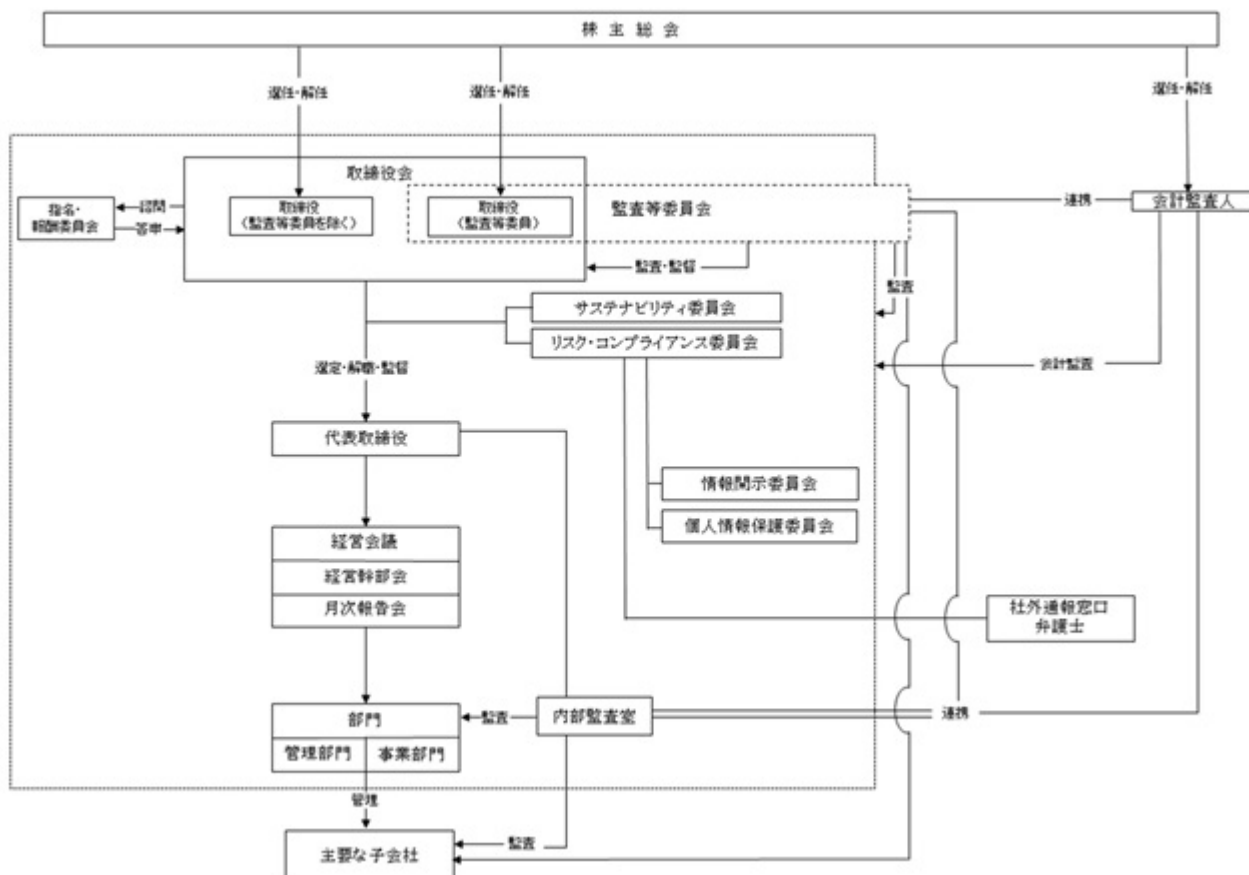 株主総会
選任・解任
選任・解任
選任・解任
取締役会
指名・
報酬委員会
諮問
答申
取締役
(監査等委員を除く)
取締役
(監査等委員)
監査等委員会
連携
会計監査人
監査・監督
監査
サステナビリティ委員会
リスク・コンプライアンス委員会
会計監査
選定・解職・監督
代表取締役
情報開示委員会
個人情報保護委員会
経営会議
経営幹部会
月次報告会
社外通報窓口
弁護士
部門
監査
内部監査室
連携
管理部門
事業部門
管理
監査
主要な子会社